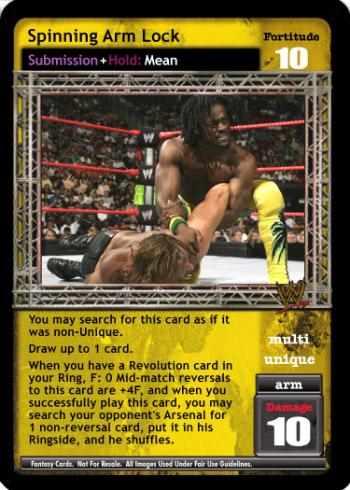 Spinning Arm Lock
Fortitude
10
Submission + Hold: Mean
You may search for this card as if it
was non-Unique.
Draw up to 1 card.
When you have a Revolution card in
your Ring, F: 0 Mid-match reversals
to this card are +4F, and when you
successfully play this card, you may
search your opponent's Arsenal for
1 non-reversal card, put it in his
Ringside, and he shuffles.
multi
unique
arm
Damage
10
Fantasy Cards. Not For Resale. All Images Used Under Fair Use Guidelines.